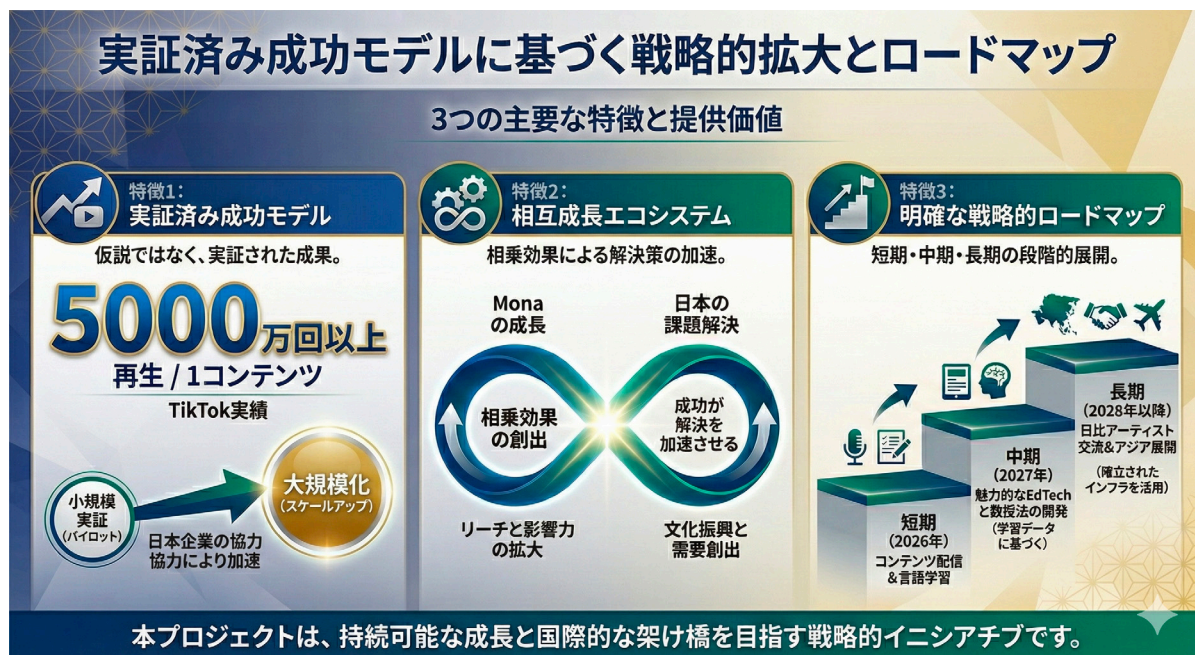 実証済み成功モデルに基づく戦略的拡大とロードマップ
3つの主要な特徴と提供価値
特徴1:
実証済み成功モデル
仮説ではなく、実証された成果。
5000万回以上
再生 / 1コンテンツ
TikTok実績
小規模
実証
(パイロット)
大規模化
(スケールアップ)
日本企業の協力
協力により加速
特徴2:
相互成長エコシステム
相乗効果による解決策の加速。
Mona
の成長
日本の
課題解決
相乗効果
の創出
成功が
解決を
加速させる
リーチと影響力
の拡大
文化振興と
需要創出
特徴3:
明確な戦略的ロードマップ
短期・中期・長期の段階的展開。
短期
(2026年)
コンテンツ配信
&言語学習
中期
(2027年)
魅力的なEdTech
と教授法の開発
(学習データ
に基づく)
長期
(2028年以降)
日比アーティスト
交流&アジア展開
(確立された
インフラを活用)
本プロジェクトは、持続可能な成長と国際的な架け橋を目指す戦略的イニシアチブです。